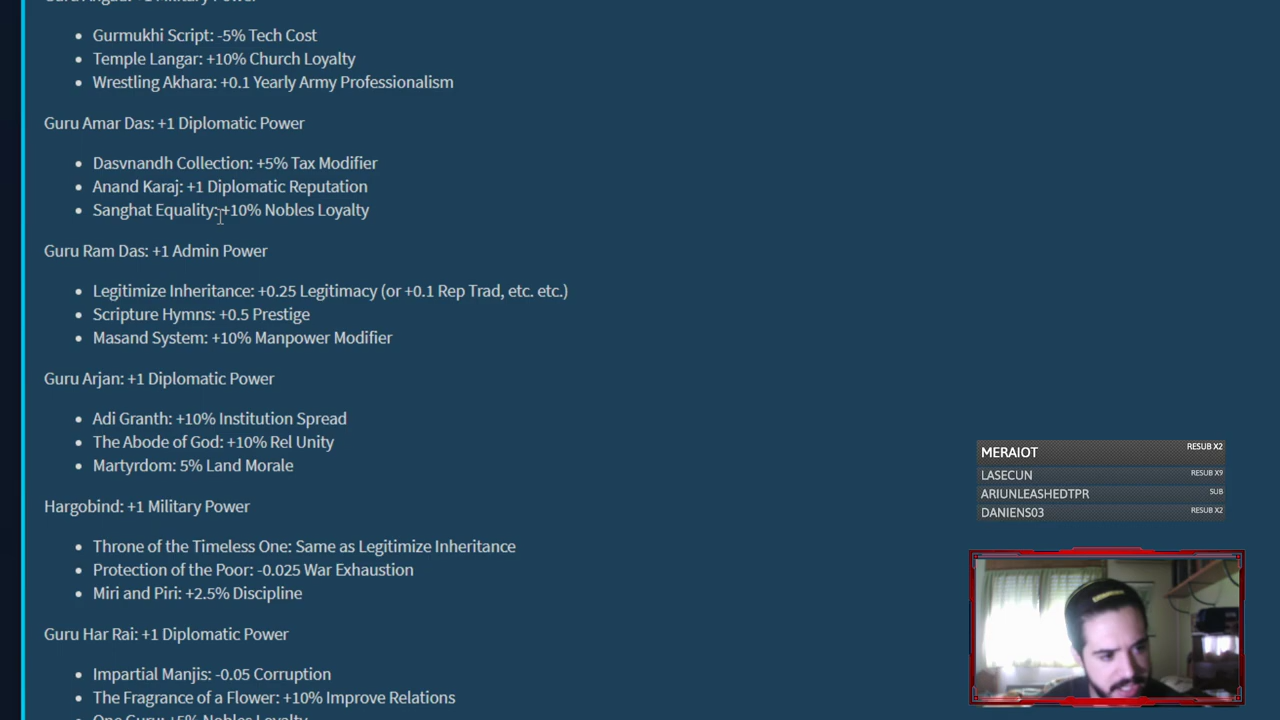 Gurmukhi Script: -5% Tech Cost
Temple Langar: +10% Church Loyalty
Wrestling Akhara: +0.1 Yearly Army Professionalism
Guru Amar Das: +1 Diplomatic Power
Dasvnandh Collection: +5% Tax Modifier
Anand Karaj: +1 Diplomatic Reputation
Sanghat Equality: +10% Nobles Loyalty
Guru Ram Das: +1 Admin Power
Legitimize Inheritance: +0.25 Legitimacy (or +0.1 Rep Trad, etc. etc.)
Scripture Hymns: +0.5 Prestige
Masand System: +10% Manpower Modifier
Guru Arjan: +1 Diplomatic Power
Adi Granth: +10% Institution Spread
The Abode of God: +10% Rel Unity
Martyrdom: 5% Land Morale
Hargobind: +1 Military Power
Throne of the Timeless One: Same as Legitimize Inheritance
Protection of the Poor: -0.025 War Exhaustion
Miri and Piri: +2.5% Discipline
Guru Har Rai: +1 Diplomatic Power
Impartial Manjis: -0.05 Corruption
The Fragrance of a Flower: +10% Improve Relations
One Guru: +5% Nobles Loyalty
MERAIOT RESUB X2
LASECUN RESUB X9
ARIUNLEASHEDTPR SUB
DANIENS03 RESUB X2